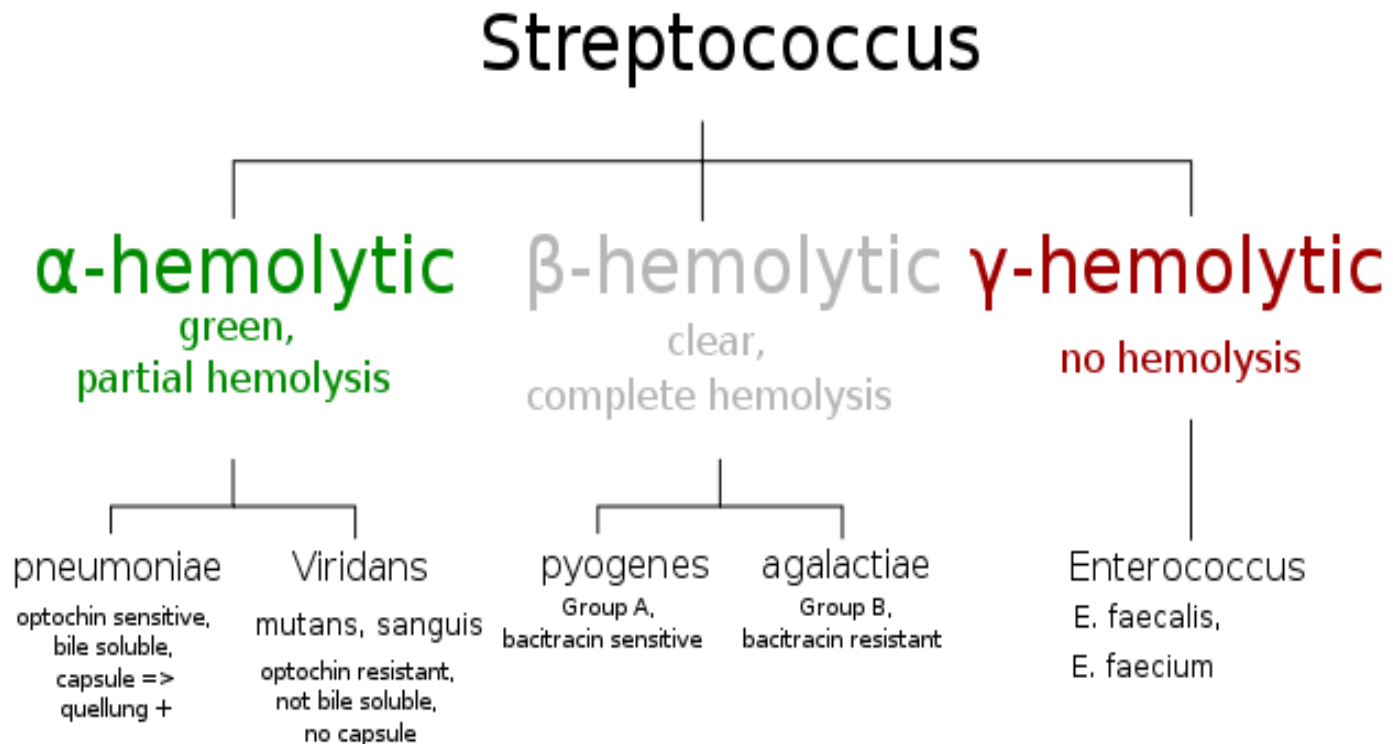 Streptococcus
α-hemolytic
green,
partial hemolysis
β-hemolytic
clear,
complete hemolysis
γ-hemolytic
no hemolysis
pneumoniae
optochin sensitive,
bile soluble,
capsule =>
quellung +
Viridans
mutans, sanguis
optochin resistant,
not bile soluble,
no capsule
pyogenes
Group A,
bacitracin sensitive
agalactiae
Group B,
bacitracin resistant
Enterococcus
E. faecalis,
E. faecium